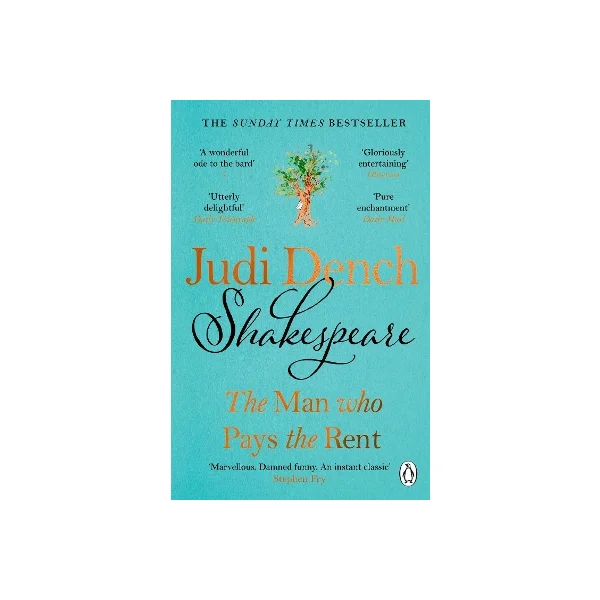 THE SUNDAY TIMES BESTSELLER
'A wonderful
ode to the bard'
'Gloriously
entertaining'
Observer
'Utterly
delightful'
Daily Telegraph
'Pure
enchantment'
Daily Mail
Judi Dench
Shakespeare
The Man who
Pays the Rent
'Marvellous. Damned funny. An instant classic'
Stephen Fry